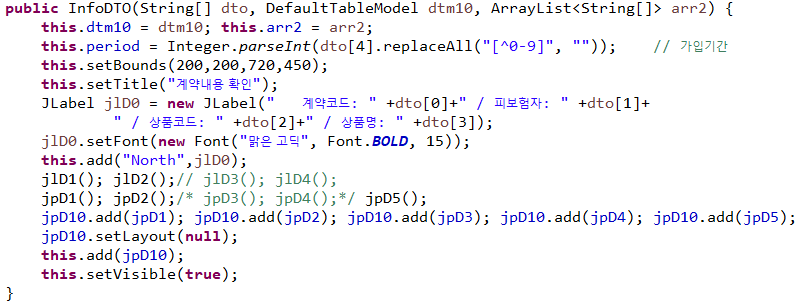 public InfoDTO(String[] dto, DefaultTableModel dtm10, ArrayList<String[]> arr2) {
    this.dtm10 = dtm10; this.arr2 = arr2;
    this.period = Integer.parseInt(dto[4].replaceAll("[^0-9]", ""));    // 가입기간
    this.setBounds(200,200,720,450);
    this.setTitle("계약내용 확인");
    JLabel jlD0 = new JLabel("   계약코드: " +dto[0]+" / 피보험자: " +dto[1]+
            " / 상품코드: " +dto[2]+" / 상품명: " +dto[3]);
    jlD0.setFont(new Font("맑은 고딕", Font.BOLD, 15));
    this.add("North",jlD0);
    jlD1(); jlD2();// jlD3(); jlD4();
    jpD1(); jpD2();/* jpD3(); jpD4();*/ jpD5();
    jpD10.add(jpD1); jpD10.add(jpD2); jpD10.add(jpD3); jpD10.add(jpD4); jpD10.add(jpD5);
    jpD10.setLayout(null);
    this.add(jpD10);
    this.setVisible(true);
}